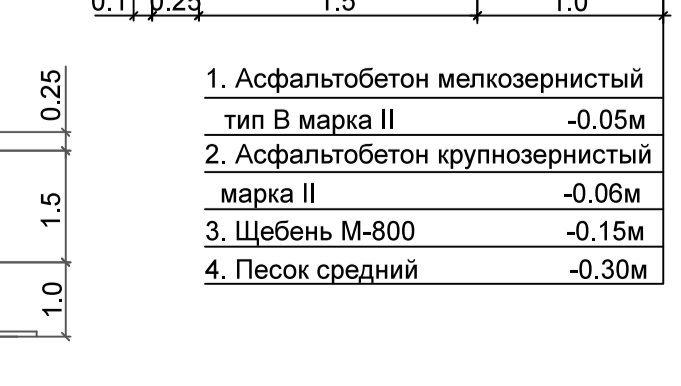 0.1 0.25 1.5 1.0
1. Асфальтобетон мелкозернистый
тип В марка II -0.05м
2. Асфальтобетон крупнозернистый
марка II -0.06м
3. Щебень М-800 -0.15м
4. Песок средний -0.30м
0.25
1.5
1.0